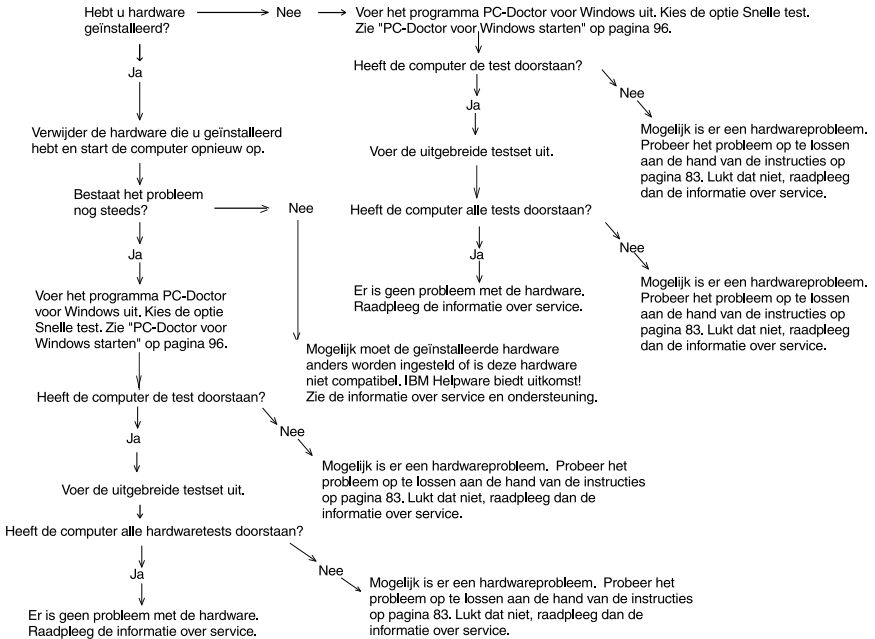 Hebt u hardware
geïnstalleerd?
Nee
Voer het programma PC-Doctor voor Windows uit. Kies de optie Snelle test.
Zie "PC-Doctor voor Windows starten" op pagina 96.
Heeft de computer de test doorstaan?
Ja
Nee
Ja
Mogelijk is er een hardwareprobleem.
Probeer het probleem op te lossen
aan de hand van de instructies op
pagina 83. Lukt dat niet, raadpleeg
dan de informatie over service.
Verwijder de hardware die u geïnstalleerd
hebt en start de computer opnieuw op.
Voer de uitgebreide testset uit.
Bestaat het probleem
nog steeds?
Nee
Heeft de computer alle tests doorstaan?
Nee
Ja
Ja
Er is geen probleem met de hardware.
Raadpleeg de informatie over service.
Mogelijk is er een hardwareprobleem.
Probeer het probleem op te lossen
aan de hand van de instructies op
pagina 83. Lukt dat niet, raadpleeg
dan de informatie over service.
Voer het programma PC-Doctor
voor Windows uit. Kies de optie
Snelle test. Zie "PC-Doctor voor
Windows starten" op pagina 96.
Mogelijk moet de geïnstalleerde hardware
anders worden ingesteld of is deze hardware
niet compatibel. IBM Helpware biedt uitkomst!
Zie de informatie over service en ondersteuning.
Heeft de computer de test doorstaan?
Nee
Ja
Mogelijk is er een hardwareprobleem. Probeer het
probleem op te lossen aan de hand van de instructies
op pagina 83. Lukt dat niet, raadpleeg dan de
informatie over service.
Voer de uitgebreide testset uit.
Heeft de computer alle hardwaretests doorstaan?
Nee
Ja
Mogelijk is er een hardwareprobleem. Probeer het
probleem op te lossen aan de hand van de instructies
op pagina 83. Lukt dat niet, raadpleeg dan de
informatie over service.
Er is geen probleem met de hardware.
Raadpleeg de informatie over service.